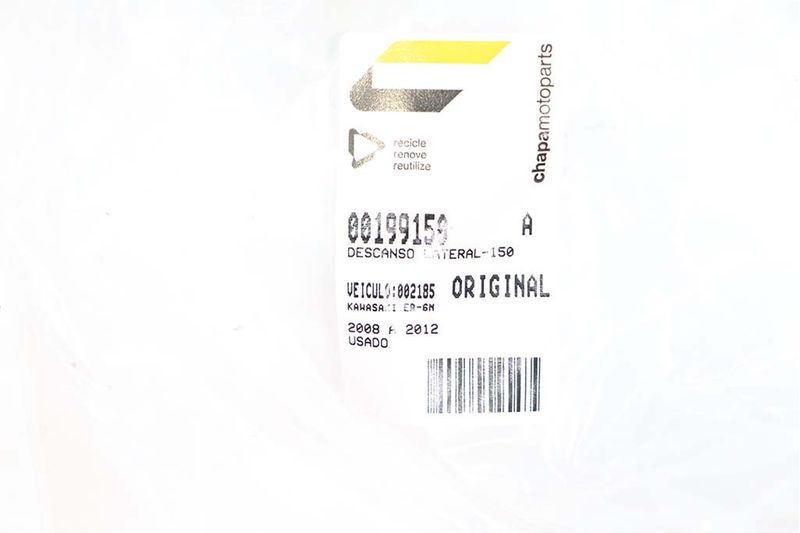 chapamotoparts
recicle
renove
reutilize
00199159 A
DESCANSO LATERAL-150
VEICULO:002185 ORIGINAL
KAWASAKI ER-6N
2008 A 2012
USADO